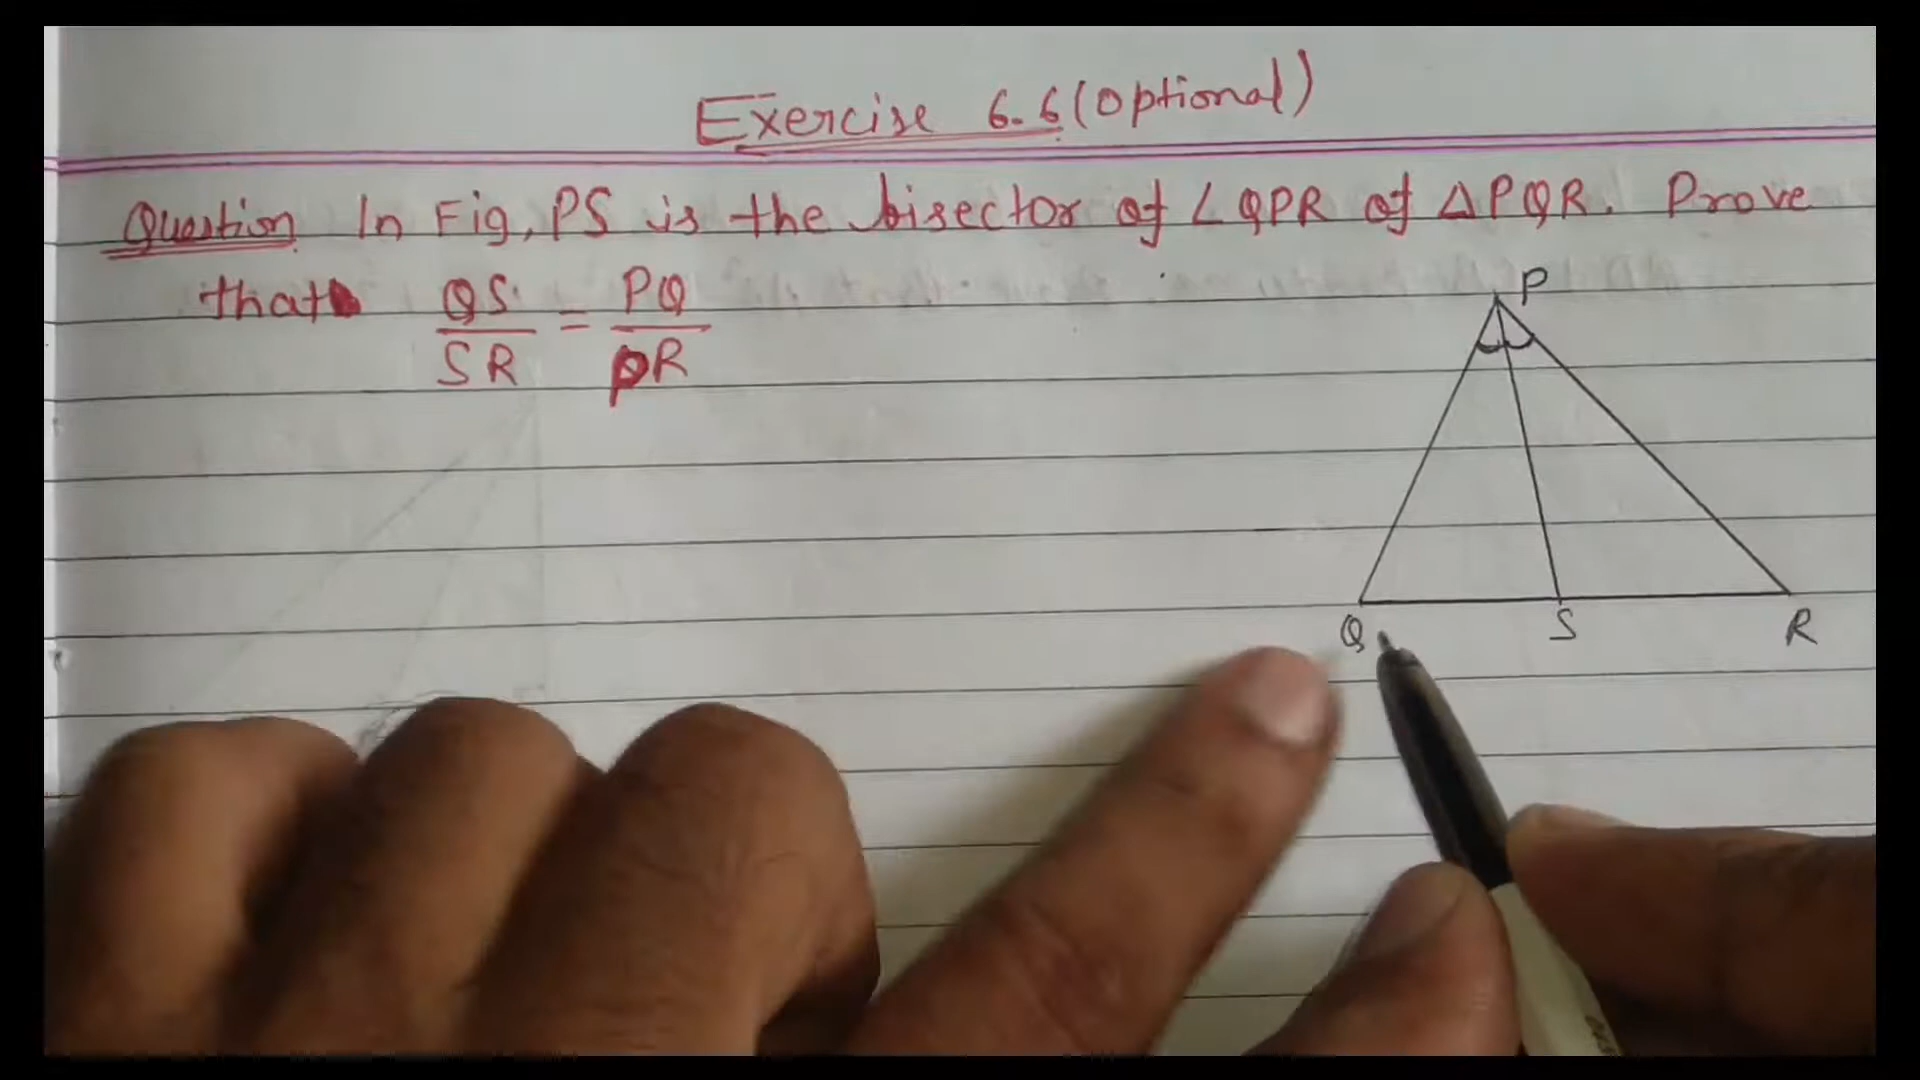 Exercise 6.6 (Optional)
Question In Fig, PS is the bisector of ∠QPR of △PQR. Prove
that QS/SR = PQ/PR
P
Q S R